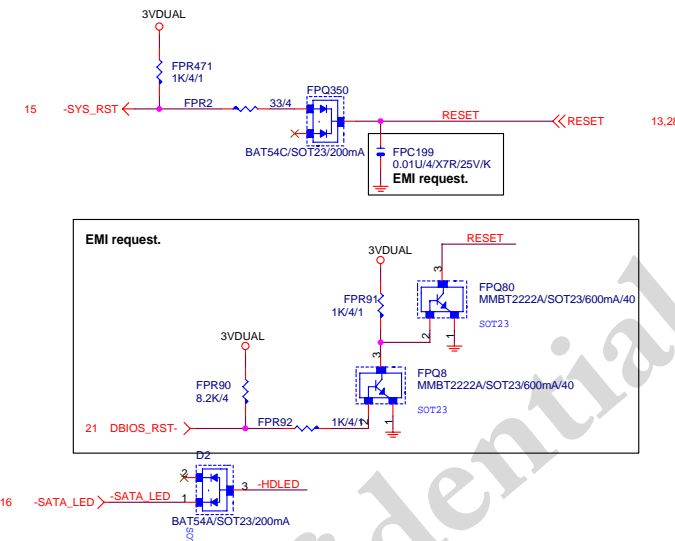 3VDUAL
FPR471
1K/4/1
FPQ350
15 -SYS_RST FPR2 33/4 RESET RESET 13,28
BAT54C/SOT23/200mA
FPC199
0.01U/4/X7R/25V/K
EMI request.
EMI request.
RESET
3VDUAL
3
FPQ80
MMBT2222A/SOT23/600mA/40
FPR91
1K/4/1
SOT23
2 1
3VDUAL
3
FPQ8
MMBT2222A/SOT23/600mA/40
FPR90
8.2K/4
SOT23
21 DBIOS_RST- FPR92 1K/4/1 2 1
D2
2
16 -SATA_LED -SATA_LED 1 3 -HDLED
BAT54A/SOT23/200mA